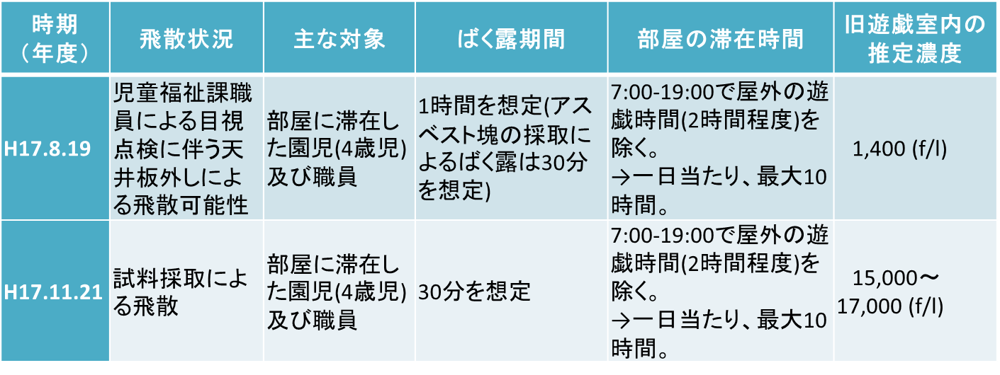 時期
（年度）
飛散状況
主な対象
ばく露期間
部屋の滞在時間
旧遊戯室内の
推定濃度
H17.8.19
児童福祉課職
員による目視
点検に伴う天
井板外しによ
る飛散可能性
部屋に滞在し
た園児(4歳児)
及び職員
1時間を想定(アス
ベスト塊の採取に
よるばく露は30分
を想定)
7:00-19:00で屋外の遊
戯時間(2時間程度)を
除く。
→一日当たり、最大10
時間。
1,400 (f/l)
H17.11.21
試料採取によ
る飛散
部屋に滞在し
た園児(4歳児)
及び職員
30分を想定
7:00-19:00で屋外の遊
戯時間(2時間程度)を
除く。
→一日当たり、最大10
時間。
15,000～
17,000 (f/l)